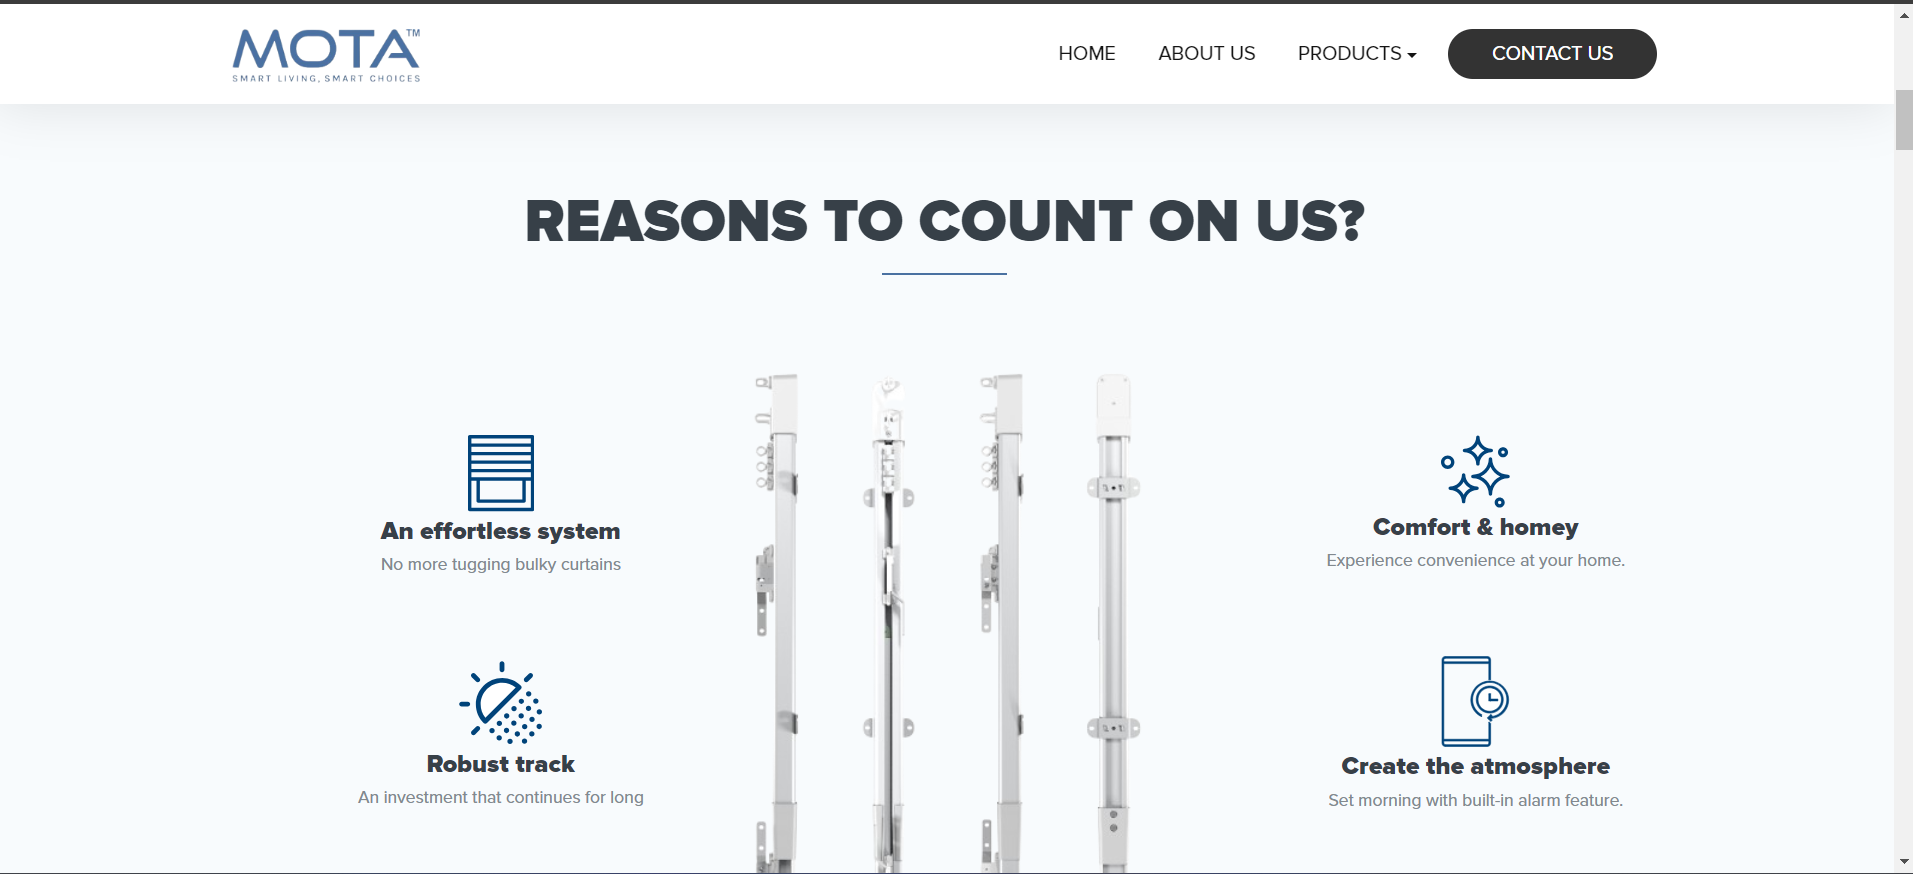 MOTA™
SMART LIVING, SMART CHOICES
HOME
ABOUT US
PRODUCTS
CONTACT US
REASONS TO COUNT ON US?
An effortless system
No more tugging bulky curtains
Comfort & homey
Experience convenience at your home.
Robust track
An investment that continues for long
Create the atmosphere
Set morning with built-in alarm feature.